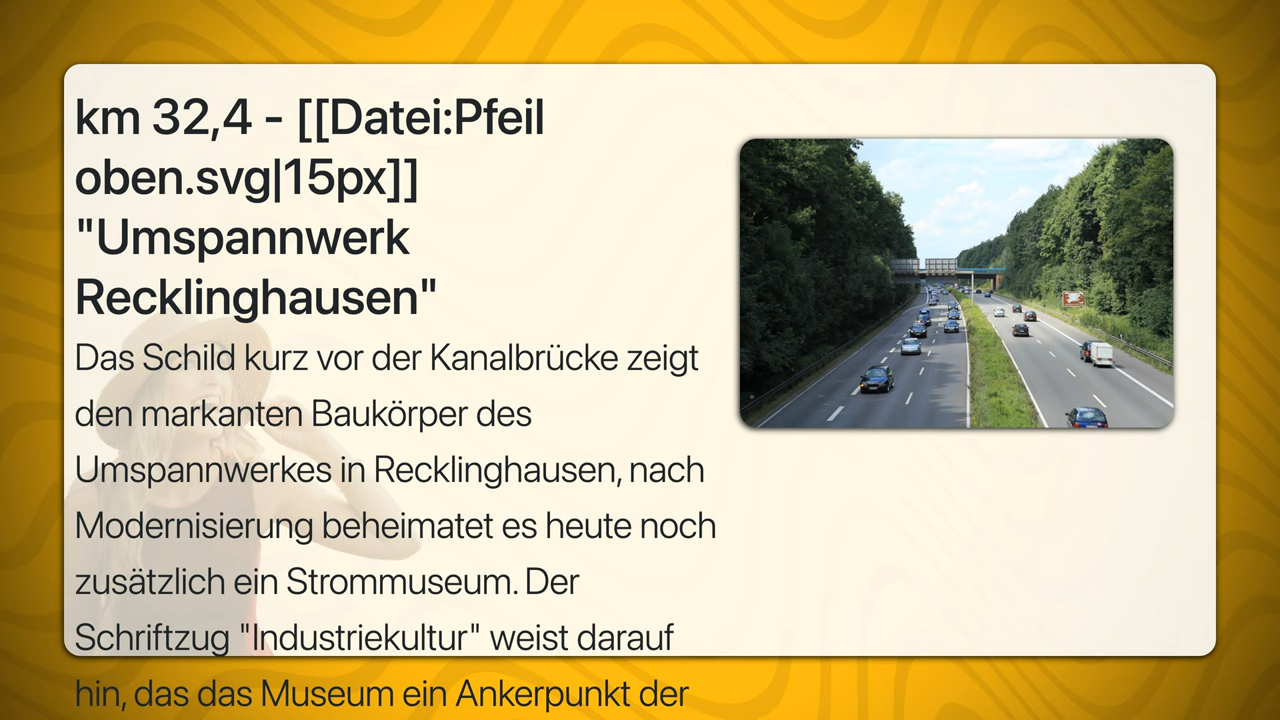 km 32,4 - [[Datei:Pfeil
oben.svg|15px]]
"Umspannwerk
Recklinghausen"
Das Schild kurz vor der Kanalbrücke zeigt
den markanten Baukörper des
Umspannwerkes in Recklinghausen, nach
Modernisierung beheimatet es heute noch
zusätzlich ein Strommuseum. Der
Schriftzug "Industriekultur" weist darauf
hin, das das Museum ein Ankerpunkt der